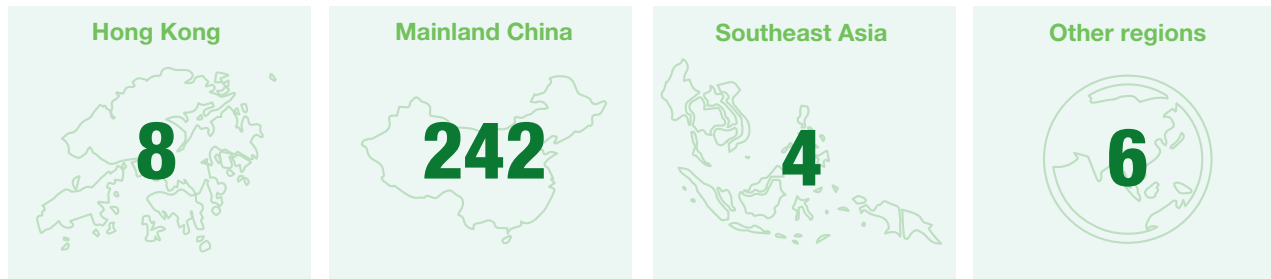 Hong Kong
8
Mainland China
242
Southeast Asia
4
Other regions
6